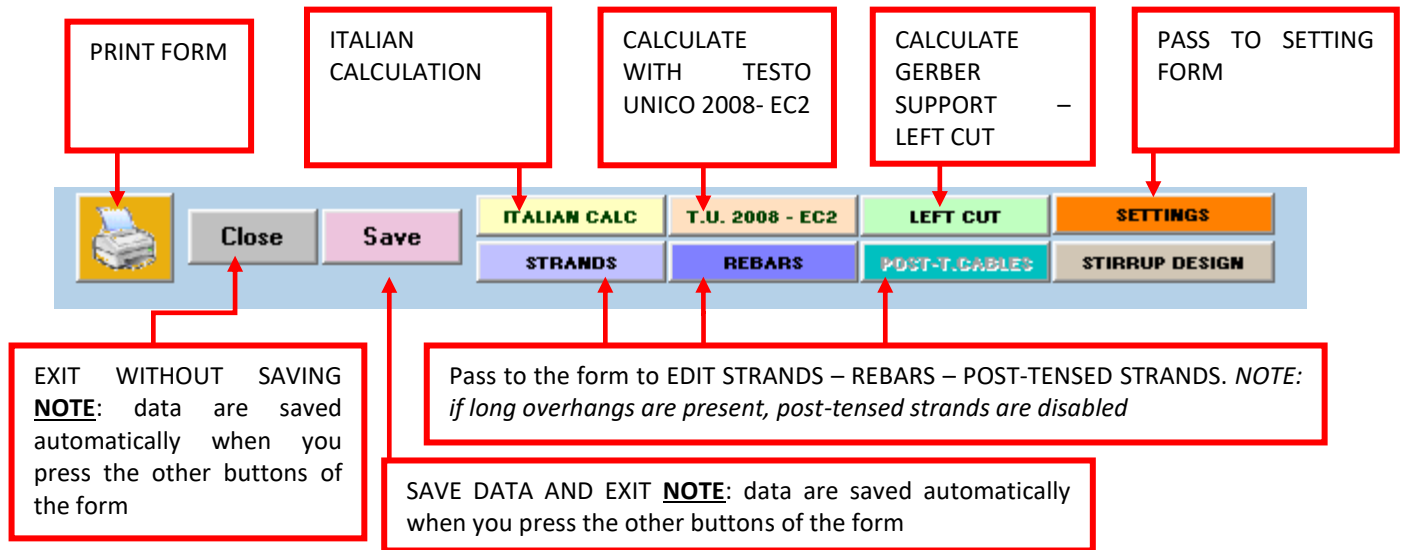 PRINT FORM
ITALIAN
CALCULATION
CALCULATE
WITH TESTO
UNICO 2008- EC2
CALCULATE
GERBER
SUPPORT –
LEFT CUT
PASS TO SETTING
FORM
Close
Save
ITALIAN CALC
T.U. 2008 - EC2
LEFT CUT
SETTINGS
STRANDS
REBARS
POST-T.CABLES
STIRRUP DESIGN
EXIT WITHOUT SAVING
NOTE: data are saved
automatically when you
press the other buttons of
the form
Pass to the form to EDIT STRANDS – REBARS – POST-TENSED STRANDS. NOTE:
if long overhangs are present, post-tensed strands are disabled
SAVE DATA AND EXIT NOTE: data are saved automatically
when you press the other buttons of the form